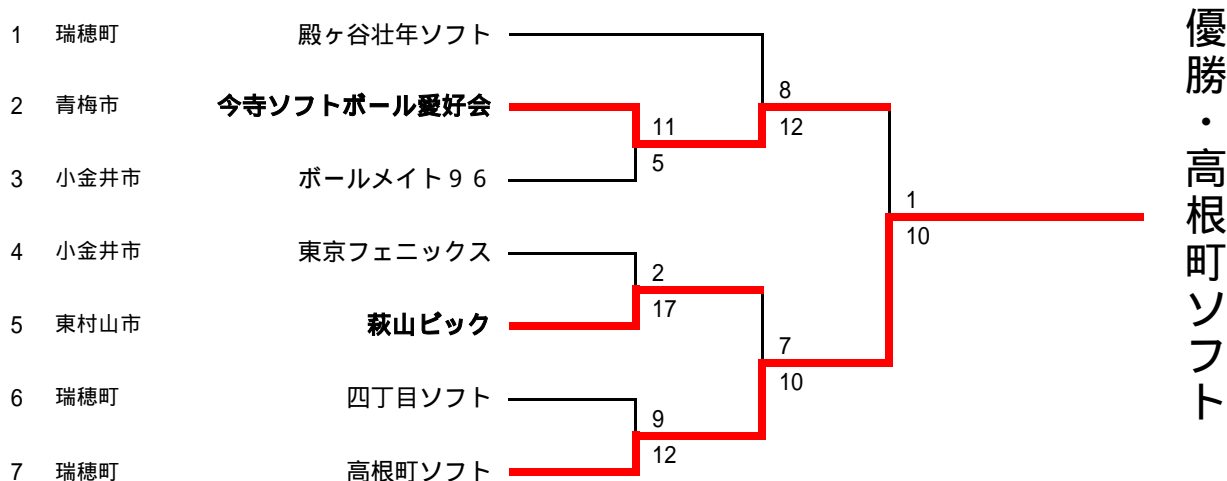 1 瑞穂町 殿ヶ谷壮年ソフト
8
2 青梅市 今寺ソフトボール愛好会
12
11
5
3 小金井市 ボールメイト９６
1
10
4 小金井市 東京フェニックス
2
17
5 東村山市 萩山ビック
7
10
6 瑞穂町 四丁目ソフト
9
12
7 瑞穂町 高根町ソフト
優勝・高根町ソフト